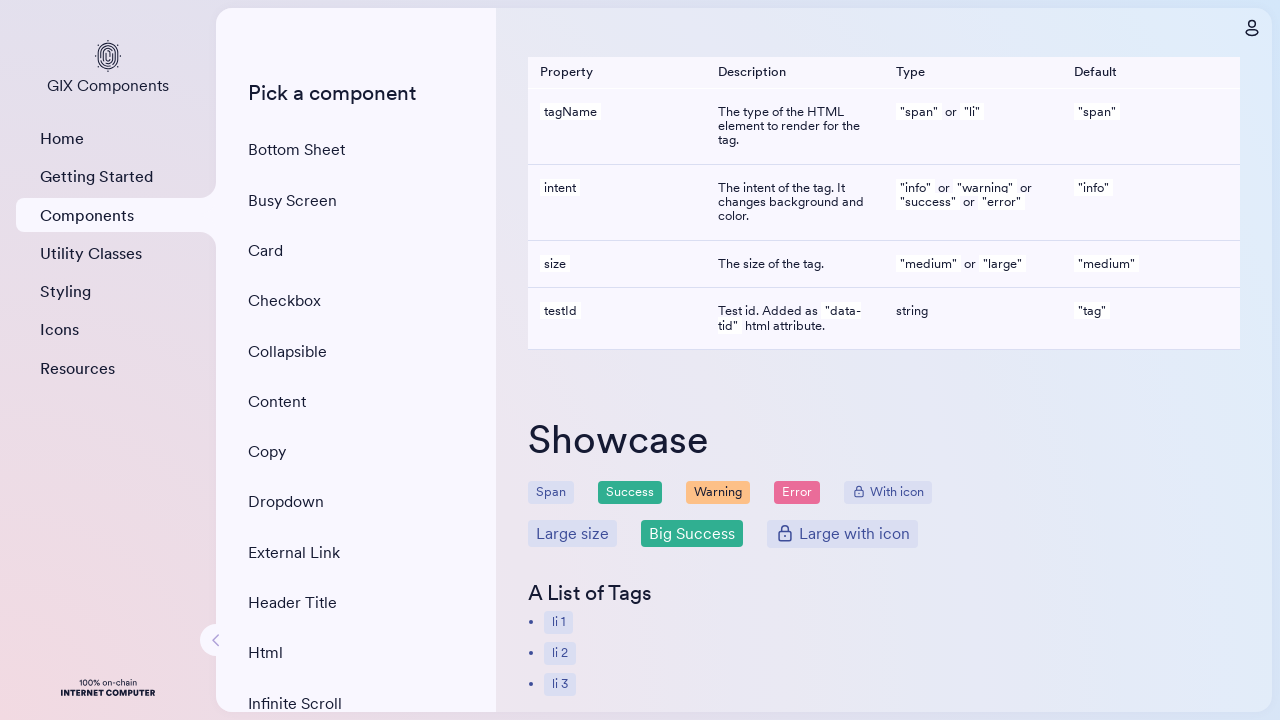 GIX Components
Home
Getting Started
Components
Utility Classes
Styling
Icons
Resources
100% on-chain
INTERNET COMPUTER
Pick a component
Bottom Sheet
Busy Screen
Card
Checkbox
Collapsible
Content
Copy
Dropdown
External Link
Header Title
Html
Infinite Scroll
Property Description Type Default
tagName The type of the HTML "span" or "li" "span"
element to render for the
tag.
intent The intent of the tag. It "info" or "warning" or "info"
changes background and "success" or "error"
color.
size The size of the tag. "medium" or "large" "medium"
testId Test id. Added as "data- string "tag"
tid" html attribute.
Showcase
Span Success Warning Error With icon
Large size Big Success Large with icon
A List of Tags
• li 1
• li 2
• li 3